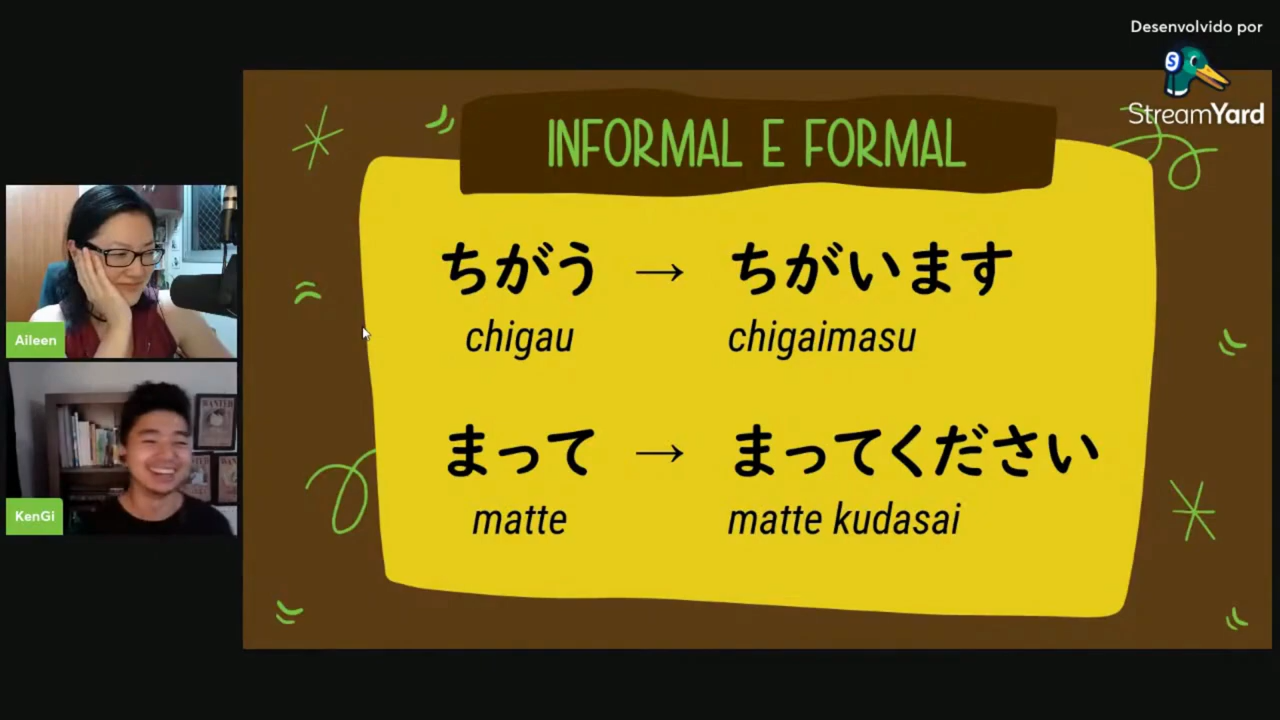 Desenvolvido por
StreamYard
INFORMAL E FORMAL
ちがう → ちがいます
chigau chigaimasu
まって → まってください
matte matte kudasai
Aileen
KenGi
WANTED